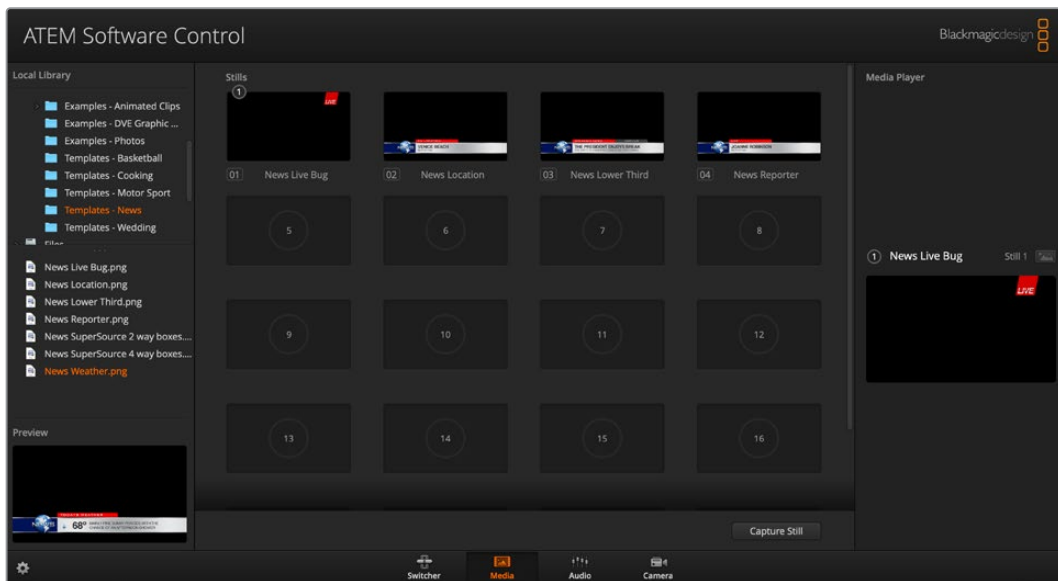 ATEM Software Control
Blackmagicdesign
Local Library
Examples - Animated Clips
Examples - DVE Graphic ...
Examples - Photos
Templates - Basketball
Templates - Cooking
Templates - Motor Sport
Templates - News
Templates - Wedding
Files
News Live Bug.png
News Location.png
News Lower Third.png
News Reporter.png
News SuperSource 2 way boxes....
News SuperSource 4 way boxes....
News Weather.png
Preview
68°
Stills
1
LIVE
VENICE BEACH
JOANNE ROBINSON
01 News Live Bug
02 News Location
03 News Lower Third
04 News Reporter
5
6
7
8
9
10
11
12
13
14
15
16
Capture Still
Media Player
1 News Live Bug Still 1
LIVE
Switcher
Media
Audio
Camera